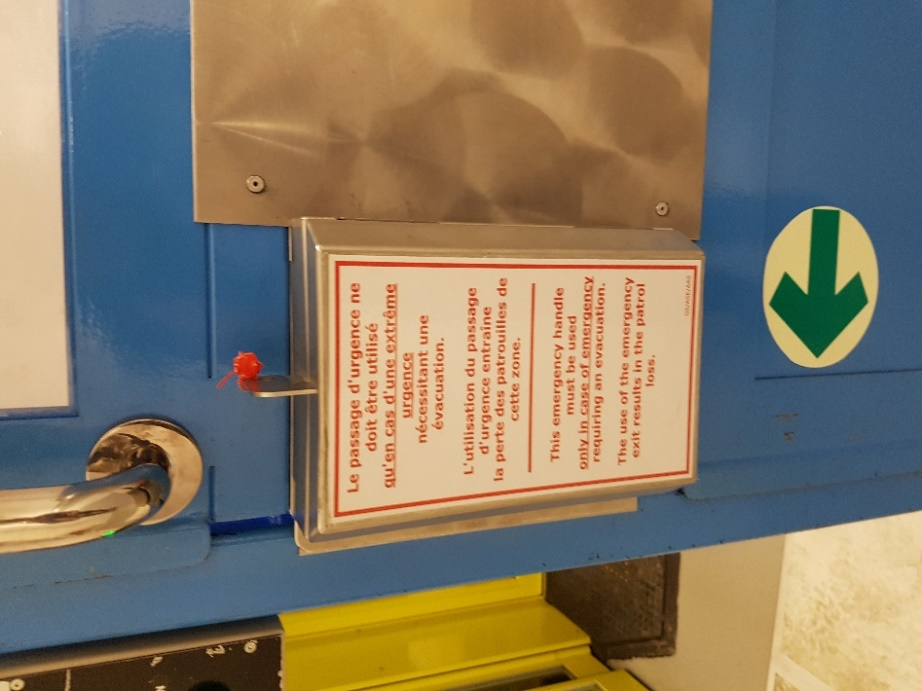 Le passage d'urgence ne
doit être utilisé
qu'en cas d'une extrême
urgence
nécessitant une
évacuation.
L'utilisation du passage
d'urgence entraîne
la perte des patrouilles de
cette zone.
This emergency handle
must be used
only in case of emergency
requiring an evacuation.
The use of the emergency
exit results in the patrol
loss.